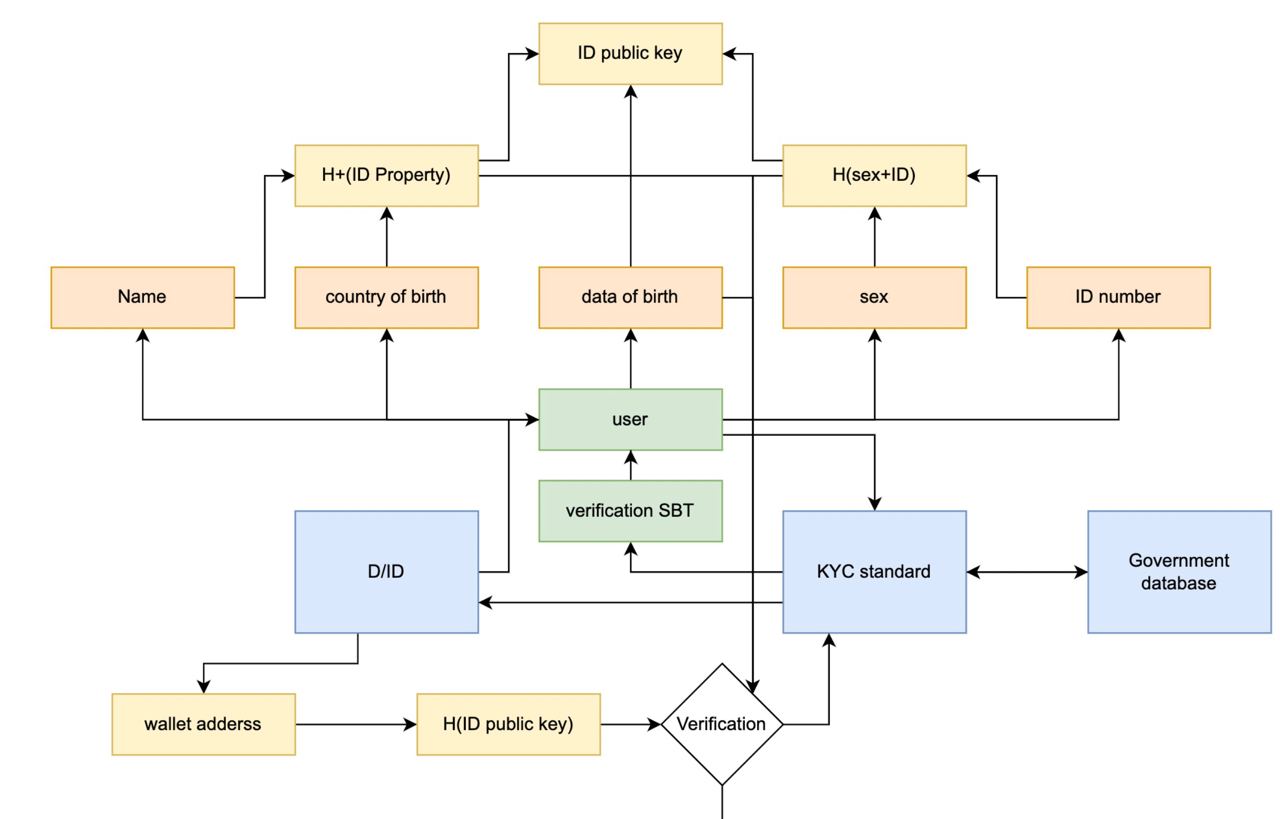 ID public key
H+(ID Property)
H(sex+ID)
Name
country of birth
data of birth
sex
ID number
user
verification SBT
D/ID
KYC standard
Government
database
wallet aderss
H(ID public key)
Verification